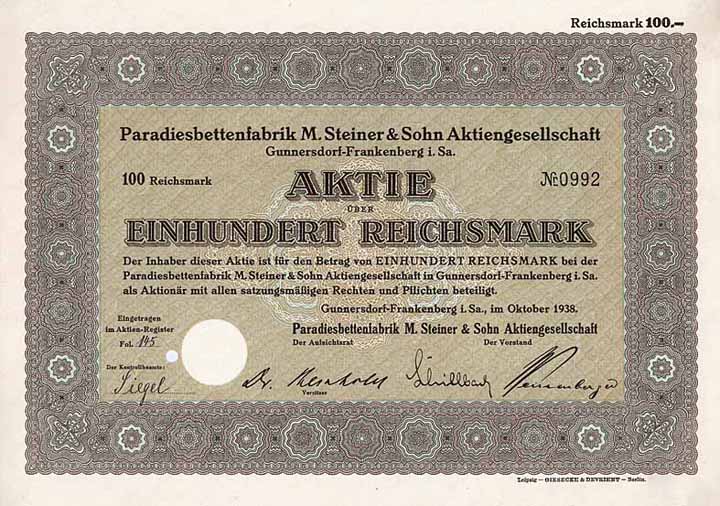 Reichsmark 100.—
Paradiesbettenfabrik M. Steiner & Sohn Aktiengesellschaft
Gunnersdorf-Frankenberg i. Sa.
100 Reichsmark AKTIE № 0992
ÜBER
EINHUNDERT REICHSMARK
Der Inhaber dieser Aktie ist für den Betrag von EINHUNDERT REICHSMARK bei der
Paradiesbettenfabrik M. Steiner & Sohn Aktiengesellschaft in Gunnersdorf-Frankenberg i. Sa.
als Aktionär mit allen satzungsmäßigen Rechten und Pflichten beteiligt.
Gunnersdorf-Frankenberg i. Sa., im Oktober 1938.
Eingetragen
im Aktien-Register
Fol. 145
Der Kontrollbeamte:
Siegel
Paradiesbettenfabrik M. Steiner & Sohn Aktiengesellschaft
Der Aufsichtsrat Der Vorstand
Dr.
Vorsitzer
Leipzig — GIESECKE & DEVRIENT — Berlin.